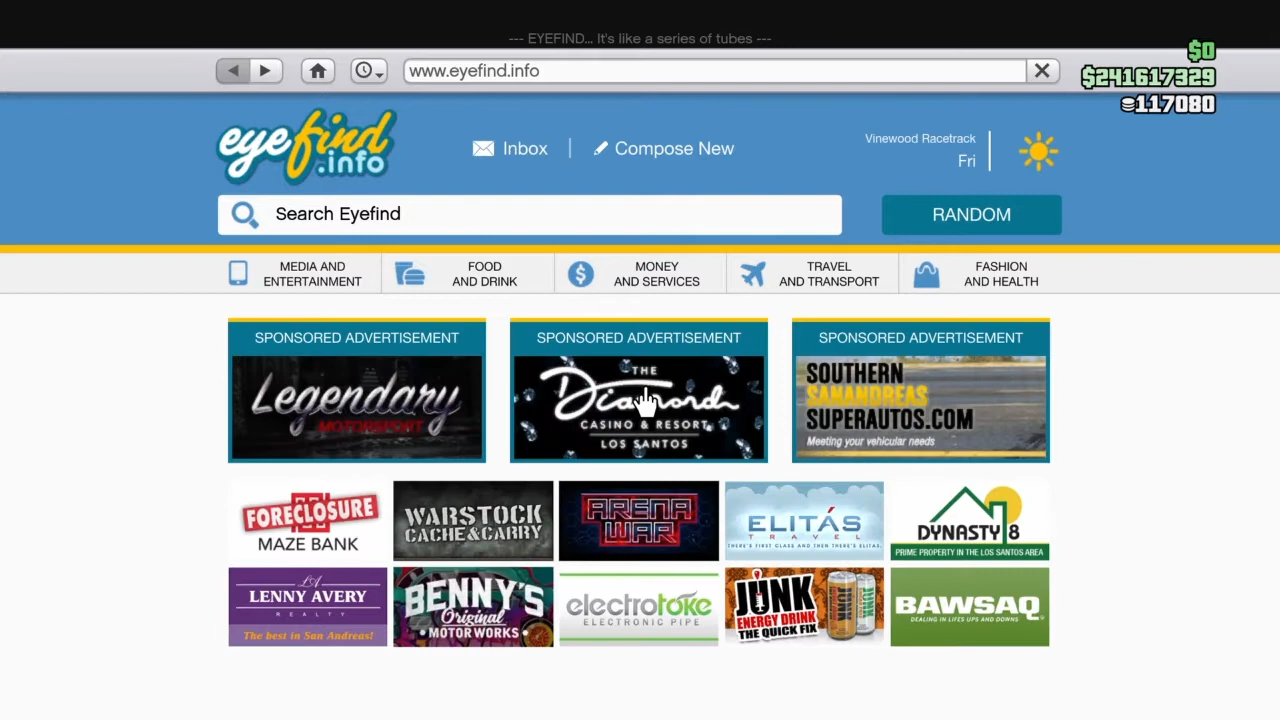 --- EYEFIND... It's like a series of tubes ---
www.eyefind.info
$0
$241617329
117080
eyefind
.info
Inbox
Compose New
Vinewood Racetrack
Fri
Search Eyefind
RANDOM
MEDIA AND
ENTERTAINMENT
FOOD
AND DRINK
MONEY
AND SERVICES
TRAVEL
AND TRANSPORT
FASHION
AND HEALTH
SPONSORED ADVERTISEMENT
Legendary
MOTORSPORT
SPONSORED ADVERTISEMENT
THE
Diamond
CASINO & RESORT
LOS SANTOS
SPONSORED ADVERTISEMENT
SOUTHERN
SANANDREAS
SUPERAUTOS.COM
Meeting your vehicular needs
FORECLOSURE
MAZE BANK
WARSTOCK
CACHE&CARRY
ARENA
WAR
ELITÁS
TRAVEL
THERE'S FIRST CLASS AND THEN THERE'S ELITAS.
DYNASTY 8
PRIME PROPERTY IN THE LOS SANTOS AREA
LA
LENNY AVERY
REALTY
The best in San Andreas!
BENNY'S
Original
MOTOR WORKS
electrotoke
ELECTRONIC PIPE
JUNK
ENERGY DRINK
THE QUICK FIX
BAWSAQ
DEALING IN LIFES UPS AND DOWNS